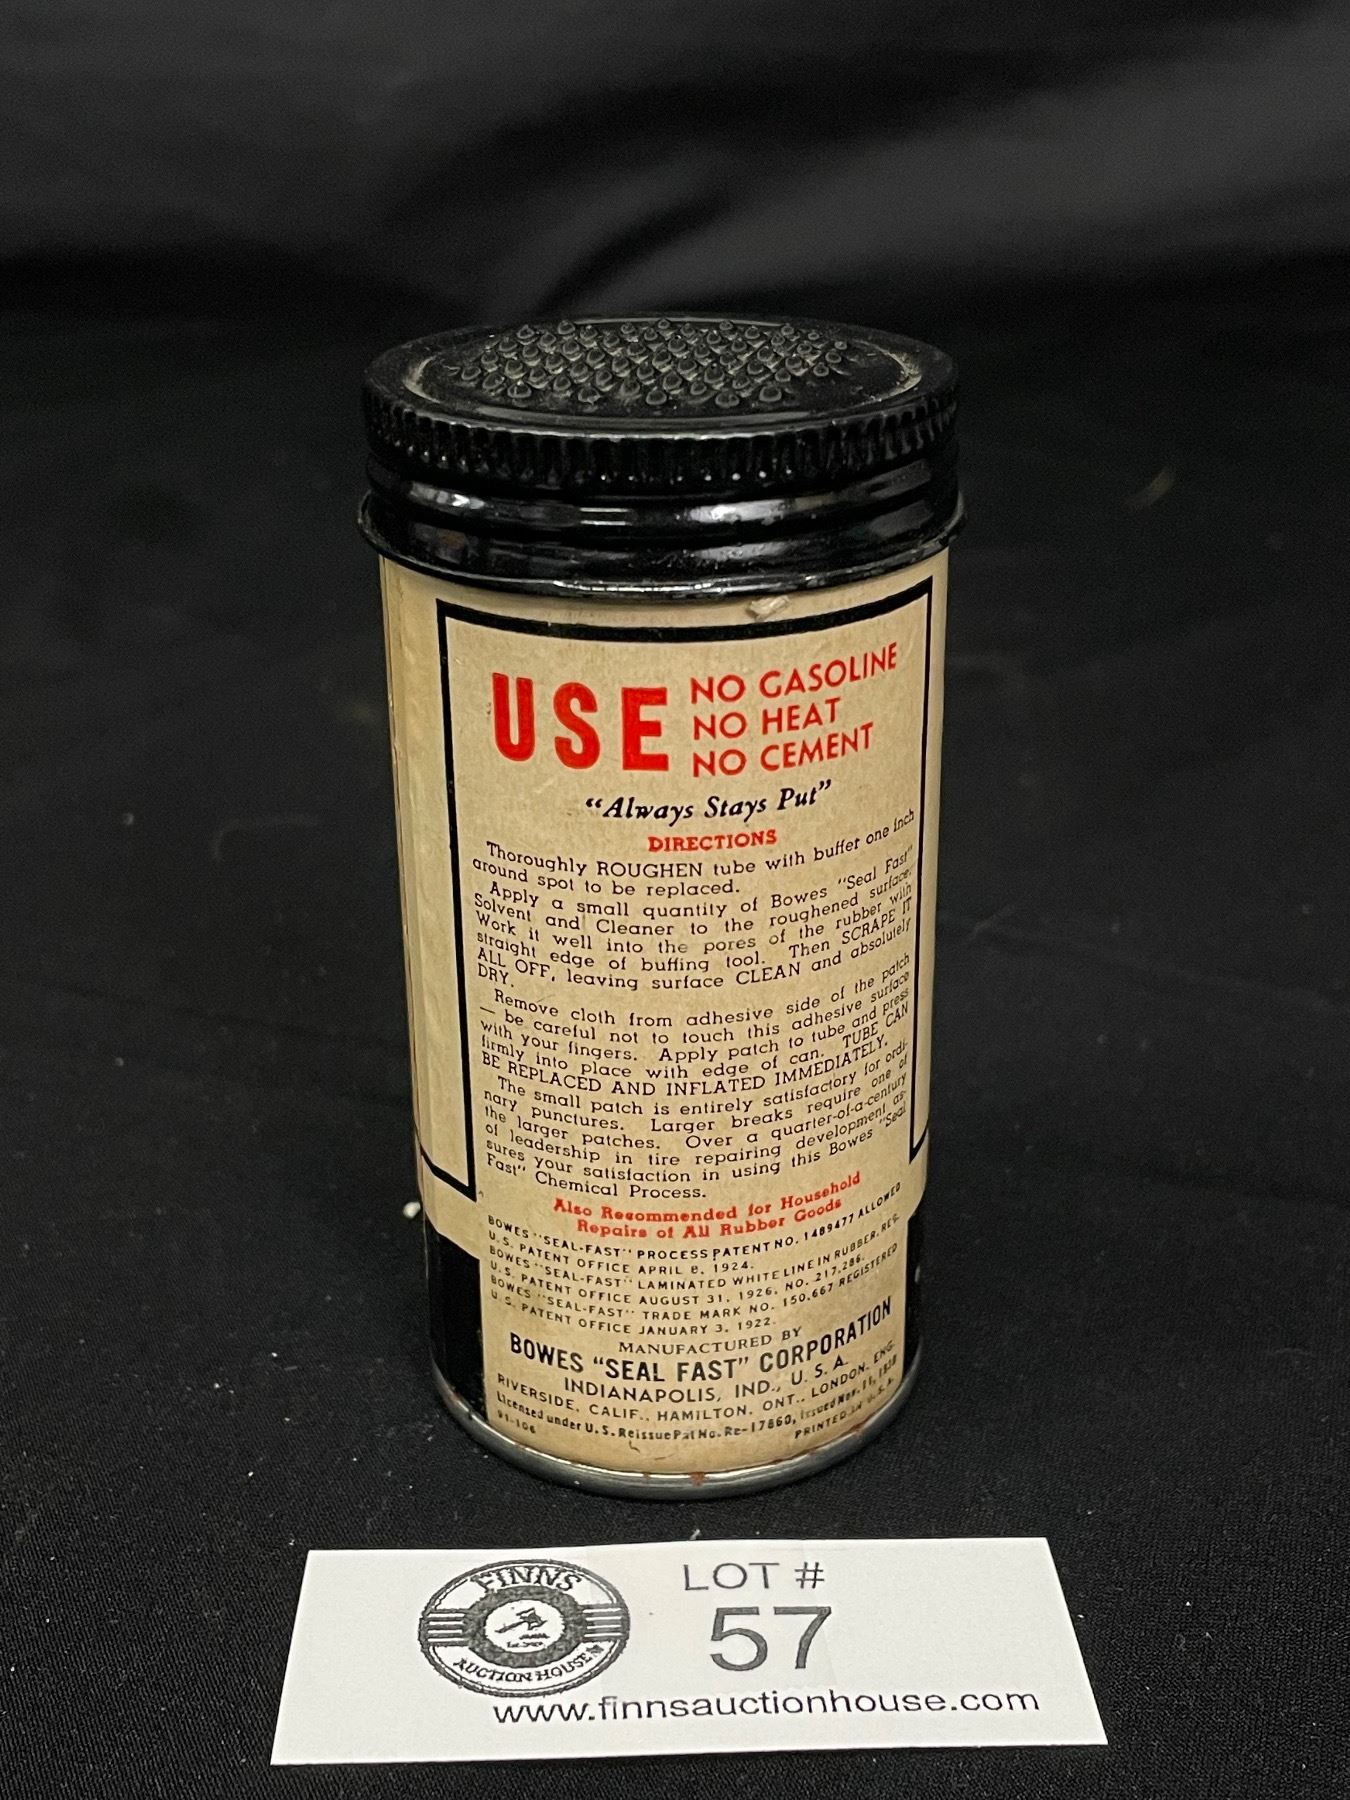 USE NO GASOLINE
NO HEAT
NO CEMENT
"Always Stays Put"
DIRECTIONS
Thoroughly ROUGHEN tube with buffer one inch
around spot to be replaced.
Apply a small quantity of Bowes "Seal Fast"
Solvent and Cleaner to the roughened surface.
Work it well into the pores of the rubber with
straight edge of buffing tool. Then SCRAPE IT
ALL OFF, leaving surface CLEAN and absolutely
DRY.
Remove cloth from adhesive side of the patch
— be careful not to touch this adhesive surface
with your fingers. Apply patch to tube and press
firmly into place with edge of can. TUBE CAN
BE REPLACED AND INFLATED IMMEDIATELY.
The small patch is entirely satisfactory for ordi-
nary punctures. Larger breaks require one of
the larger patches. Over a quarter-of-a-century
of leadership in tire repairing development as-
sures your satisfaction in using this Bowes "Seal
Fast" Chemical Process.
Also Recommended for Household
Repairs of All Rubber Goods
BOWES "SEAL-FAST" PROCESS PATENT NO. 1489477 ALLOWED
U.S. PATENT OFFICE APRIL 8, 1924.
BOWES "SEAL-FAST" LAMINATED WHITE LINE IN RUBBER, REG.
U.S. PATENT OFFICE AUGUST 31, 1926, NO. 217,286.
BOWES "SEAL-FAST" TRADE MARK NO. 150,667 REGISTERED
U.S. PATENT OFFICE JANUARY 3, 1922.
MANUFACTURED BY
BOWES "SEAL FAST" CORPORATION
INDIANAPOLIS, IND., U. S. A.
RIVERSIDE, CALIF., HAMILTON, ONT., LONDON, ENG.
Licensed under U. S. Reissue Pat No. Re-17860, Issued Nov. 11, 1930
91-106 PRINTED IN U.S.A.
FINNS
AUCTION HOUSE
LOT #
57
www.finnsauctionhouse.com